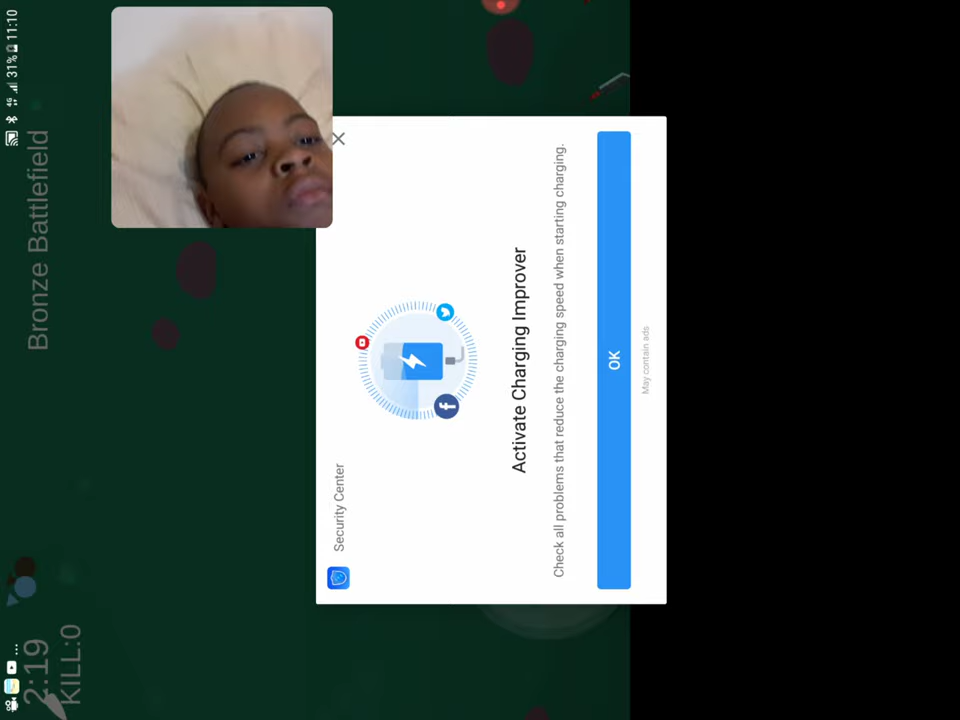 11:10
4G 31%
Bronze Battlefield
2:19
KILL:0
Security Center
Activate Charging Improver
Check all problems that reduce the charging speed when starting charging.
OK
May contain ads